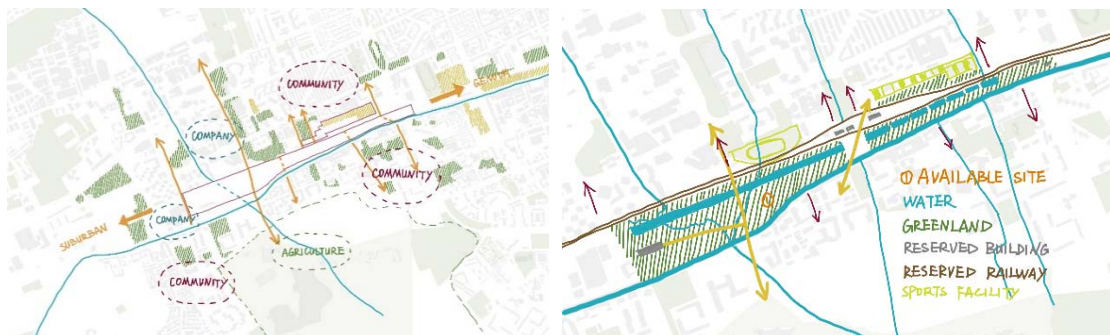 COMMUNITY
CENTER
COMPANY
COMMUNITY
COMPANY
SUBURBAN
AGRICULTURE
COMMUNITY
①
① AVAILABLE SITE
WATER
GREENLAND
RESERVED BUILDING
RESERVED RAILWAY
SPORTS FACILITY